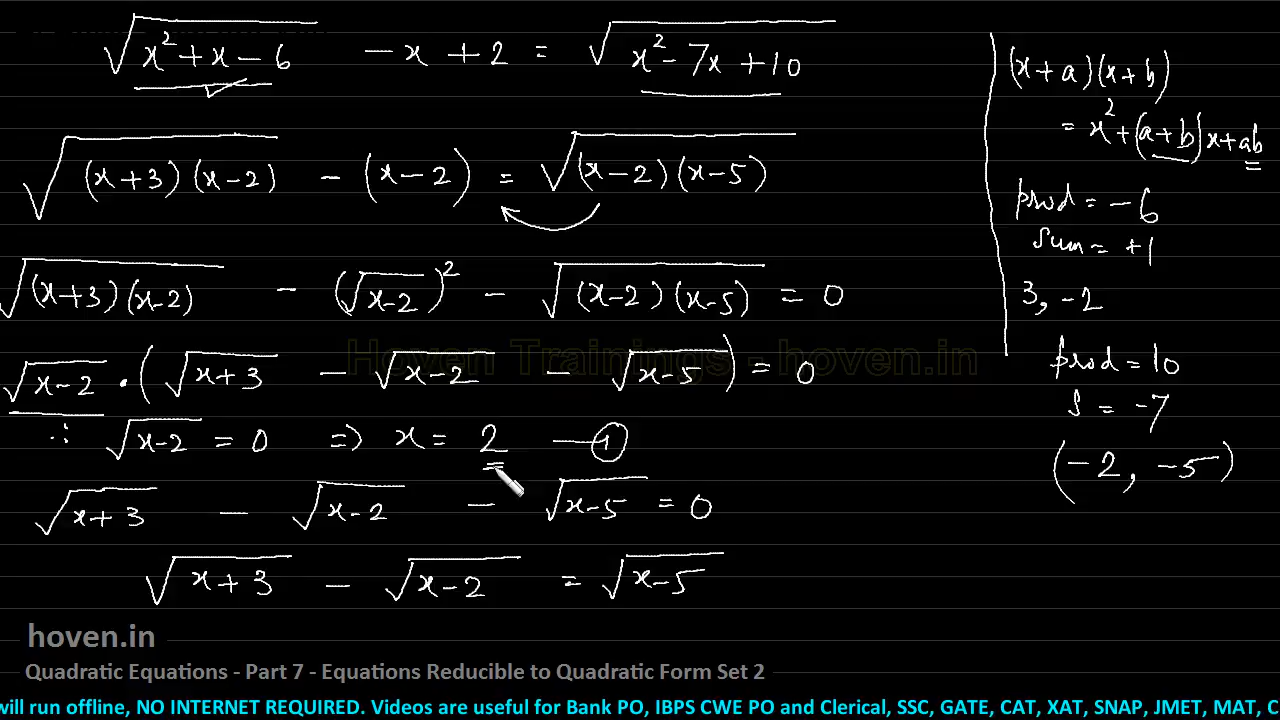 √(x² + x − 6) − x + 2 = √(x² − 7x + 10)
√((x+3)(x−2)) − (x−2) = √((x−2)(x−5))
√((x+3)(x−2)) − (√(x−2))² − √((x−2)(x−5)) = 0
√(x−2) · (√(x+3) − √(x−2) − √(x−5)) = 0
∴ √(x−2) = 0 ⇒ x = 2 — ①
√(x+3) − √(x−2) − √(x−5) = 0
√(x+3) − √(x−2) = √(x−5)
(x+a)(x+b)
= x² + (a+b)x + ab
prod = −6
Sum = +1
3, −2
prod = 10
S = −7
(−2, −5)
Hoven Trainings - hoven.in
hoven.in
Quadratic Equations - Part 7 - Equations Reducible to Quadratic Form Set 2
will run offline, NO INTERNET REQUIRED. Videos are useful for Bank PO, IBPS CWE PO and Clerical, SSC, GATE, CAT, XAT, SNAP, JMET, MAT, C